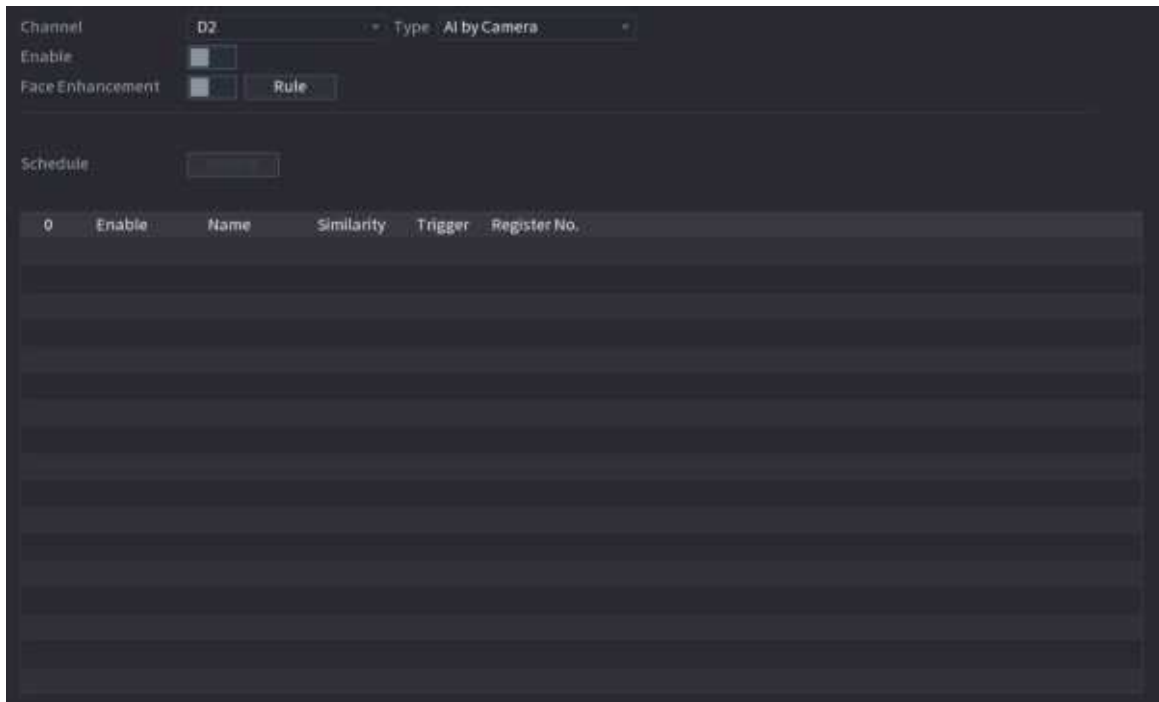 Channel D2 Type AI by Camera
Enable
Face Enhancement Rule
Schedule
0 Enable Name Similarity Trigger Register No.